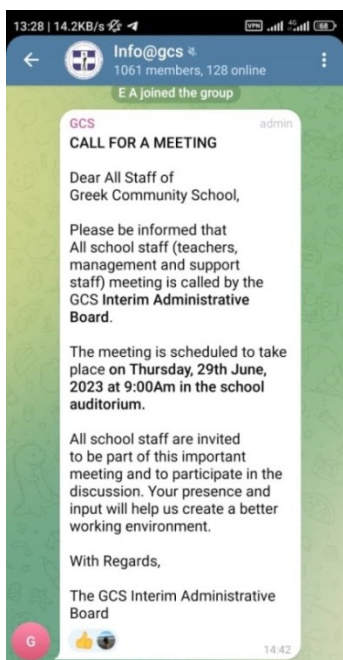 13:28 | 14.2KB/s
VPN 4G 68
Info@gcs
1061 members, 128 online
E A joined the group
GCS admin
CALL FOR A MEETING
Dear All Staff of
Greek Community School,
Please be informed that
All school staff (teachers,
management and support
staff) meeting is called by the
GCS Interim Administrative
Board.
The meeting is scheduled to take
place on Thursday, 29th June,
2023 at 9:00Am in the school
auditorium.
All school staff are invited
to be part of this important
meeting and to participate in the
discussion. Your presence and
input will help us create a better
working environment.
With Regards,
The GCS Interim Administrative
Board
G
14:42